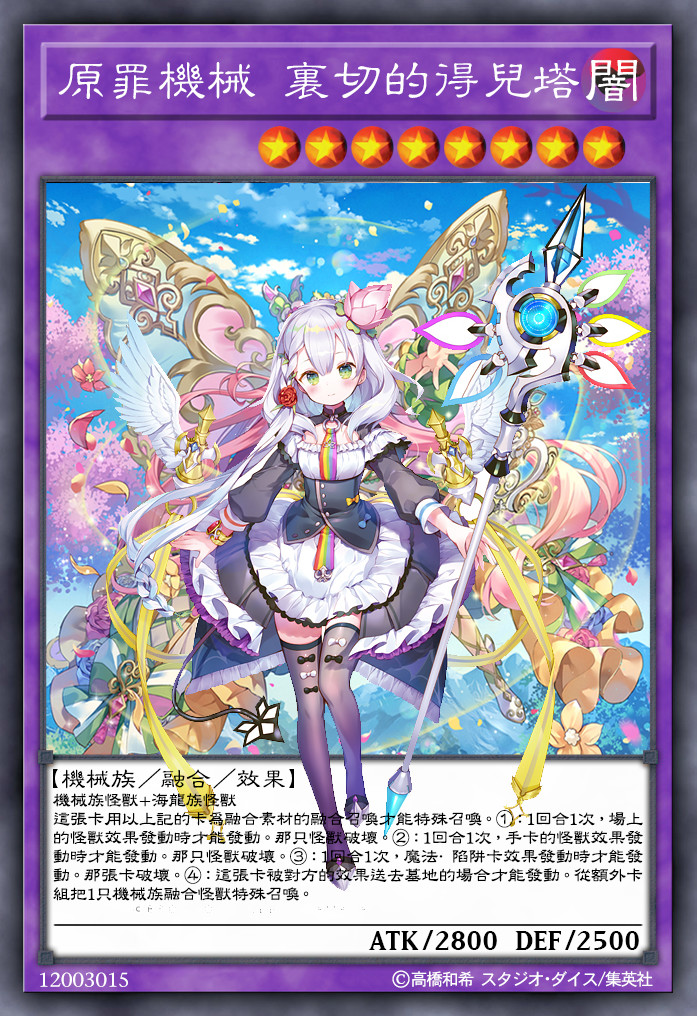 原罪機械 裏切的得兒塔
闇
【機械族／融合／效果】
機械族怪獸+海龍族怪獸
這張卡用以上記的卡為融合素材的融合召喚才能特殊召喚。①：1回合1次，場上
的怪獸效果發動時才能發動。那只怪獸破壞。②：1回合1次，手卡的怪獸效果發
動時才能發動。那只怪獸破壞。③：1回合1次，魔法· 陷阱卡效果發動時才能發
動。那張卡破壞。④：這張卡被對方的效果送去墓地的場合才能發動。從額外卡
組把1只機械族融合怪獸特殊召喚。
ATK/2800 DEF/2500
12003015
©高橋和希 スタジオ・ダイス/集英社